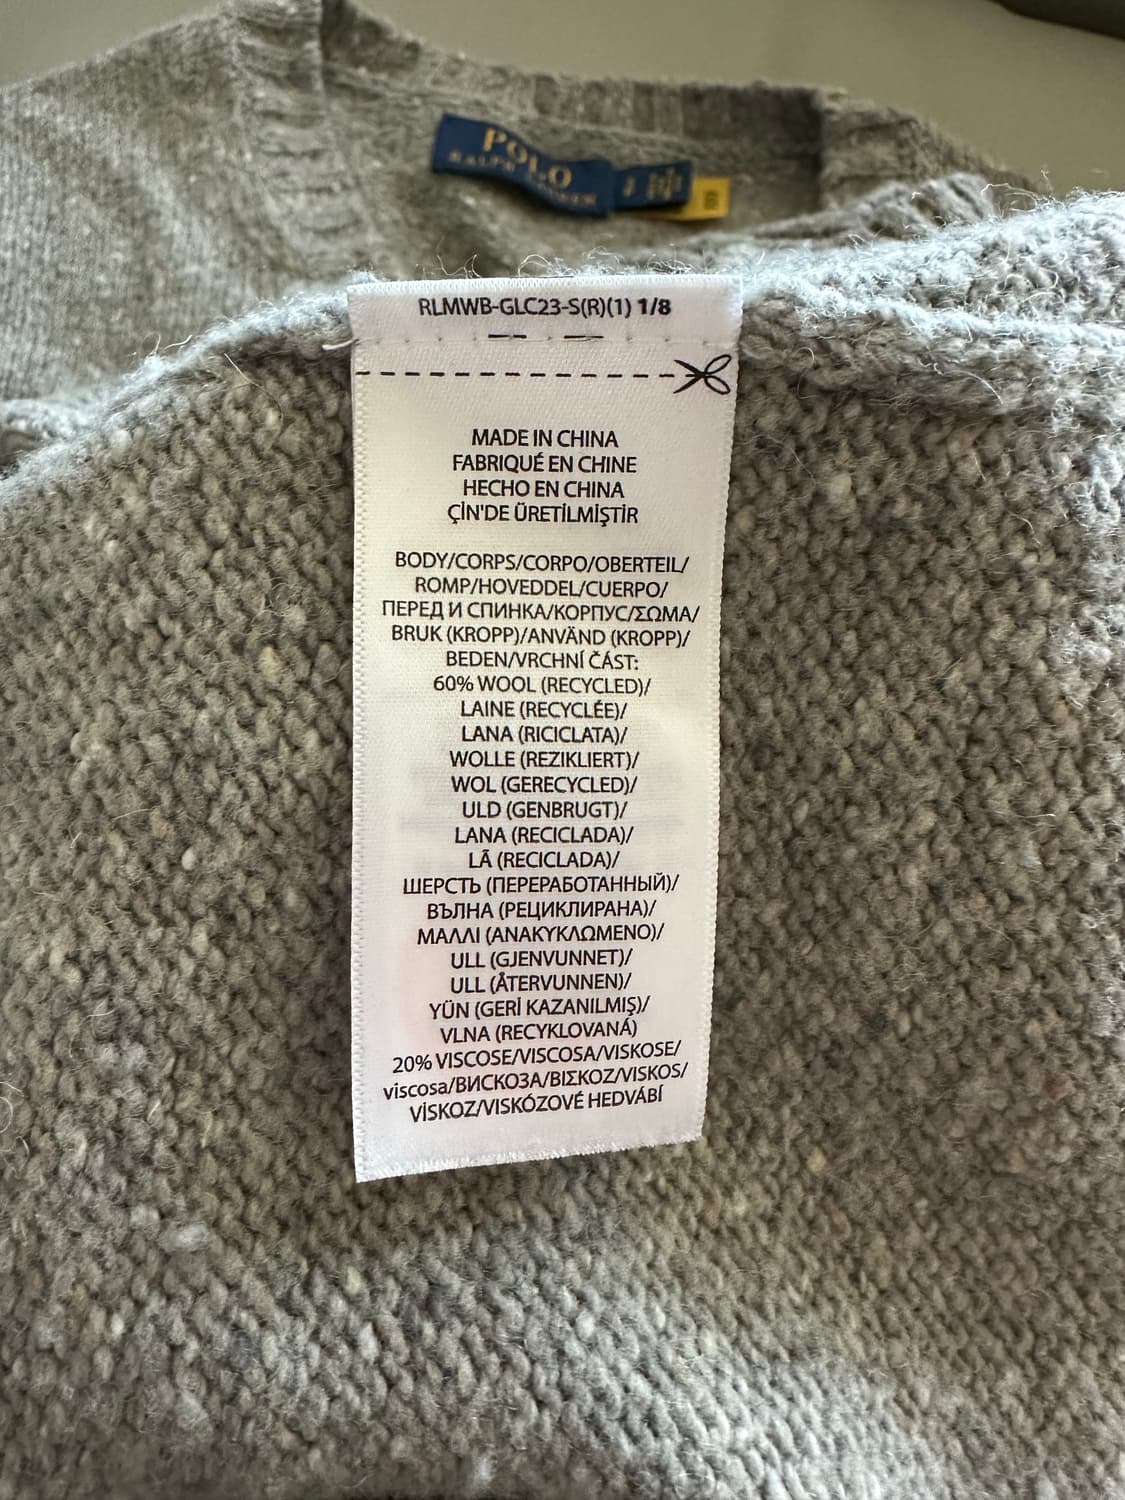 POLO
RALPH LAUREN
RLMWB-GLC23-S(R)(1) 1/8
MADE IN CHINA
FABRIQUÉ EN CHINE
HECHO EN CHINA
ÇİN'DE ÜRETİLMİŞTİR
BODY/CORPS/CORPO/OBERTEIL/
ROMP/HOVEDDEL/CUERPO/
ПЕРЕД И СПИНКА/КОРПУС/ΣΩΜΑ/
BRUK (KROPP)/ANVÄND (KROPP)/
BEDEN/VRCHNÍ ČÁST:
60% WOOL (RECYCLED)/
LAINE (RECYCLÉE)/
LANA (RICICLATA)/
WOLLE (REZIKLIERT)/
WOL (GERECYCLED)/
ULD (GENBRUGT)/
LANA (RECICLADA)/
LÃ (RECICLADA)/
ШЕРСТЬ (ПЕРЕРАБОТАННЫЙ)/
ВЪЛНА (РЕЦИКЛИРАНА)/
ΜΑΛΛΙ (ΑΝΑΚΥΚΛΩΜΕΝΟ)/
ULL (GJENVUNNET)/
ULL (ÅTERVUNNEN)/
YÜN (GERİ KAZANILMIŞ)/
VLNA (RECYKLOVANÁ)
20% VISCOSE/VISCOSA/VISKOSE/
viscosa/ВИСКОЗА/ΒΙΣΚΟΖ/VISKOS/
VİSKOZ/VISKÓZOVÉ HEDVÁBÍ